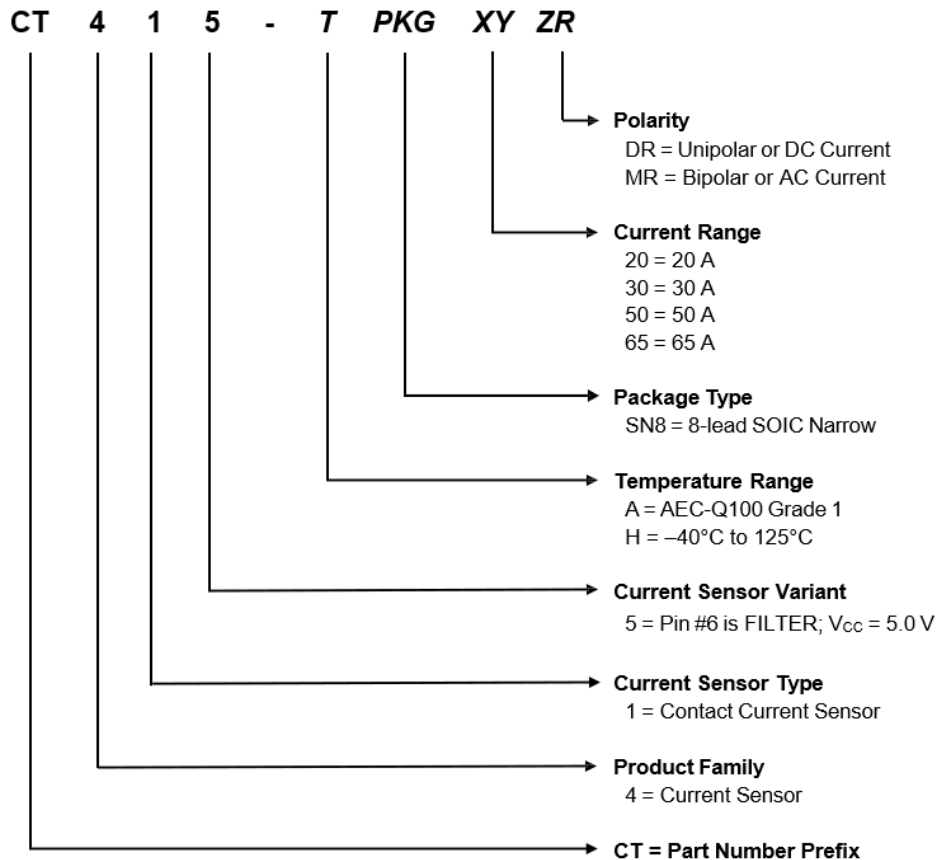 CT 4 1 5 - T PKG XY ZR
Polarity
DR = Unipolar or DC Current
MR = Bipolar or AC Current
Current Range
20 = 20 A
30 = 30 A
50 = 50 A
65 = 65 A
Package Type
SN8 = 8-lead SOIC Narrow
Temperature Range
A = AEC-Q100 Grade 1
H = –40°C to 125°C
Current Sensor Variant
5 = Pin #6 is FILTER; VCC = 5.0 V
Current Sensor Type
1 = Contact Current Sensor
Product Family
4 = Current Sensor
CT = Part Number Prefix